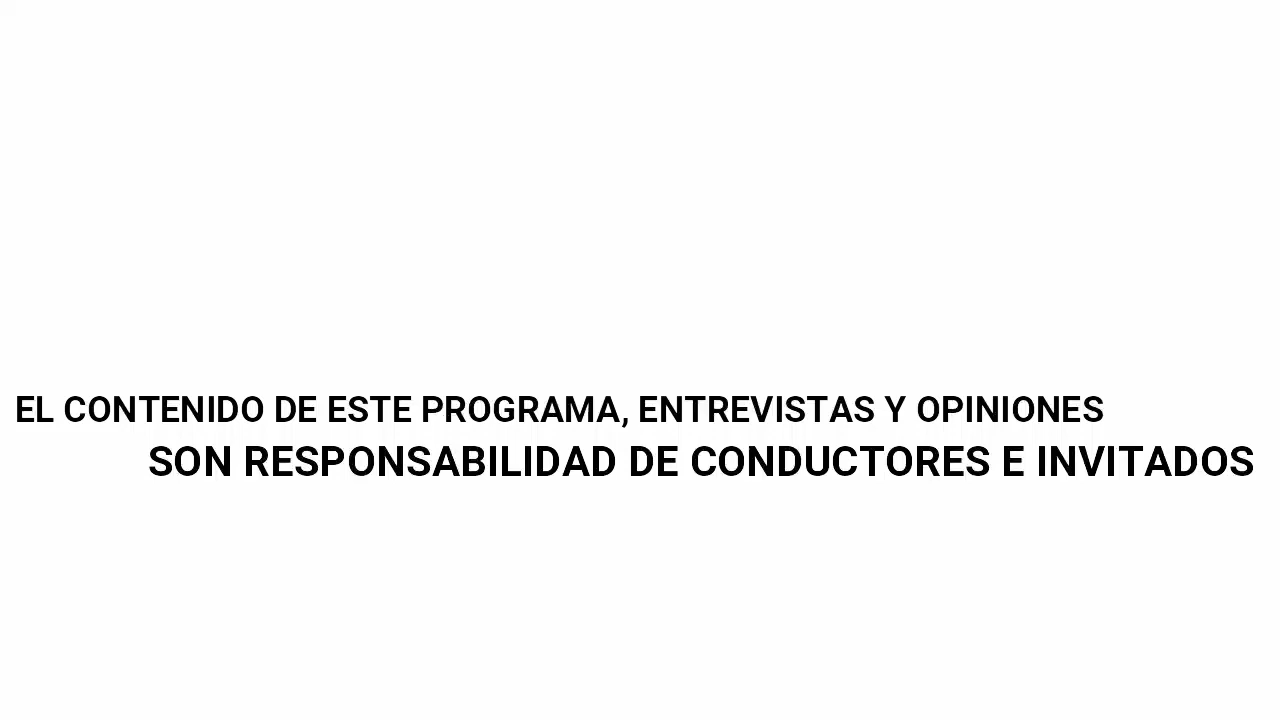 EL CONTENIDO DE ESTE PROGRAMA, ENTREVISTAS Y OPINIONES
SON RESPONSABILIDAD DE CONDUCTORES E INVITADOS